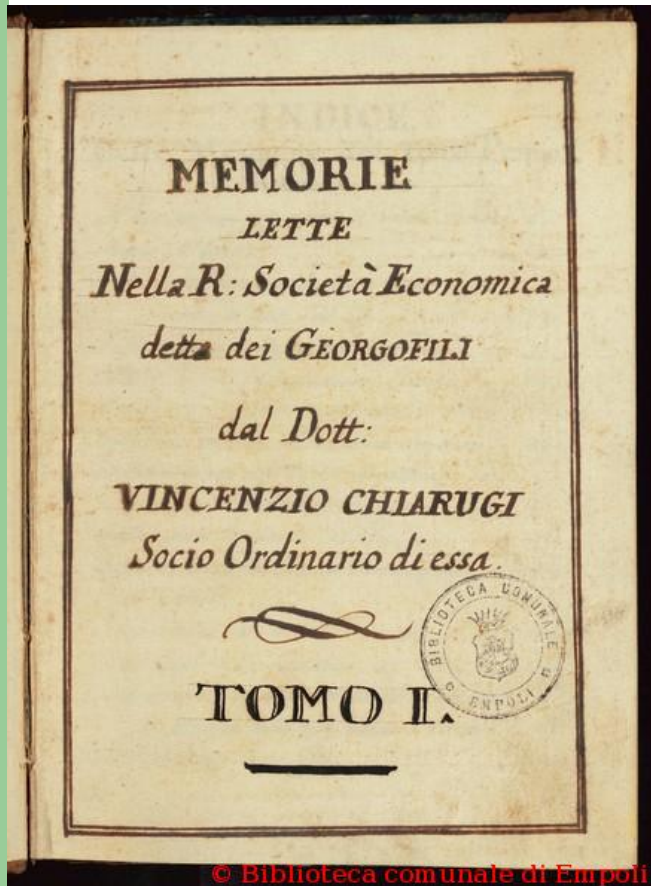 MEMORIE
LETTE
Nella R: Società Economica
detta dei GEORGOFILI
dal Dott:
VINCENZIO CHIARUGI
Socio Ordinario di essa.
BIBLIOTECA COMUNALE
EMPOLI
TOMO I.
© Biblioteca comunale di Empoli